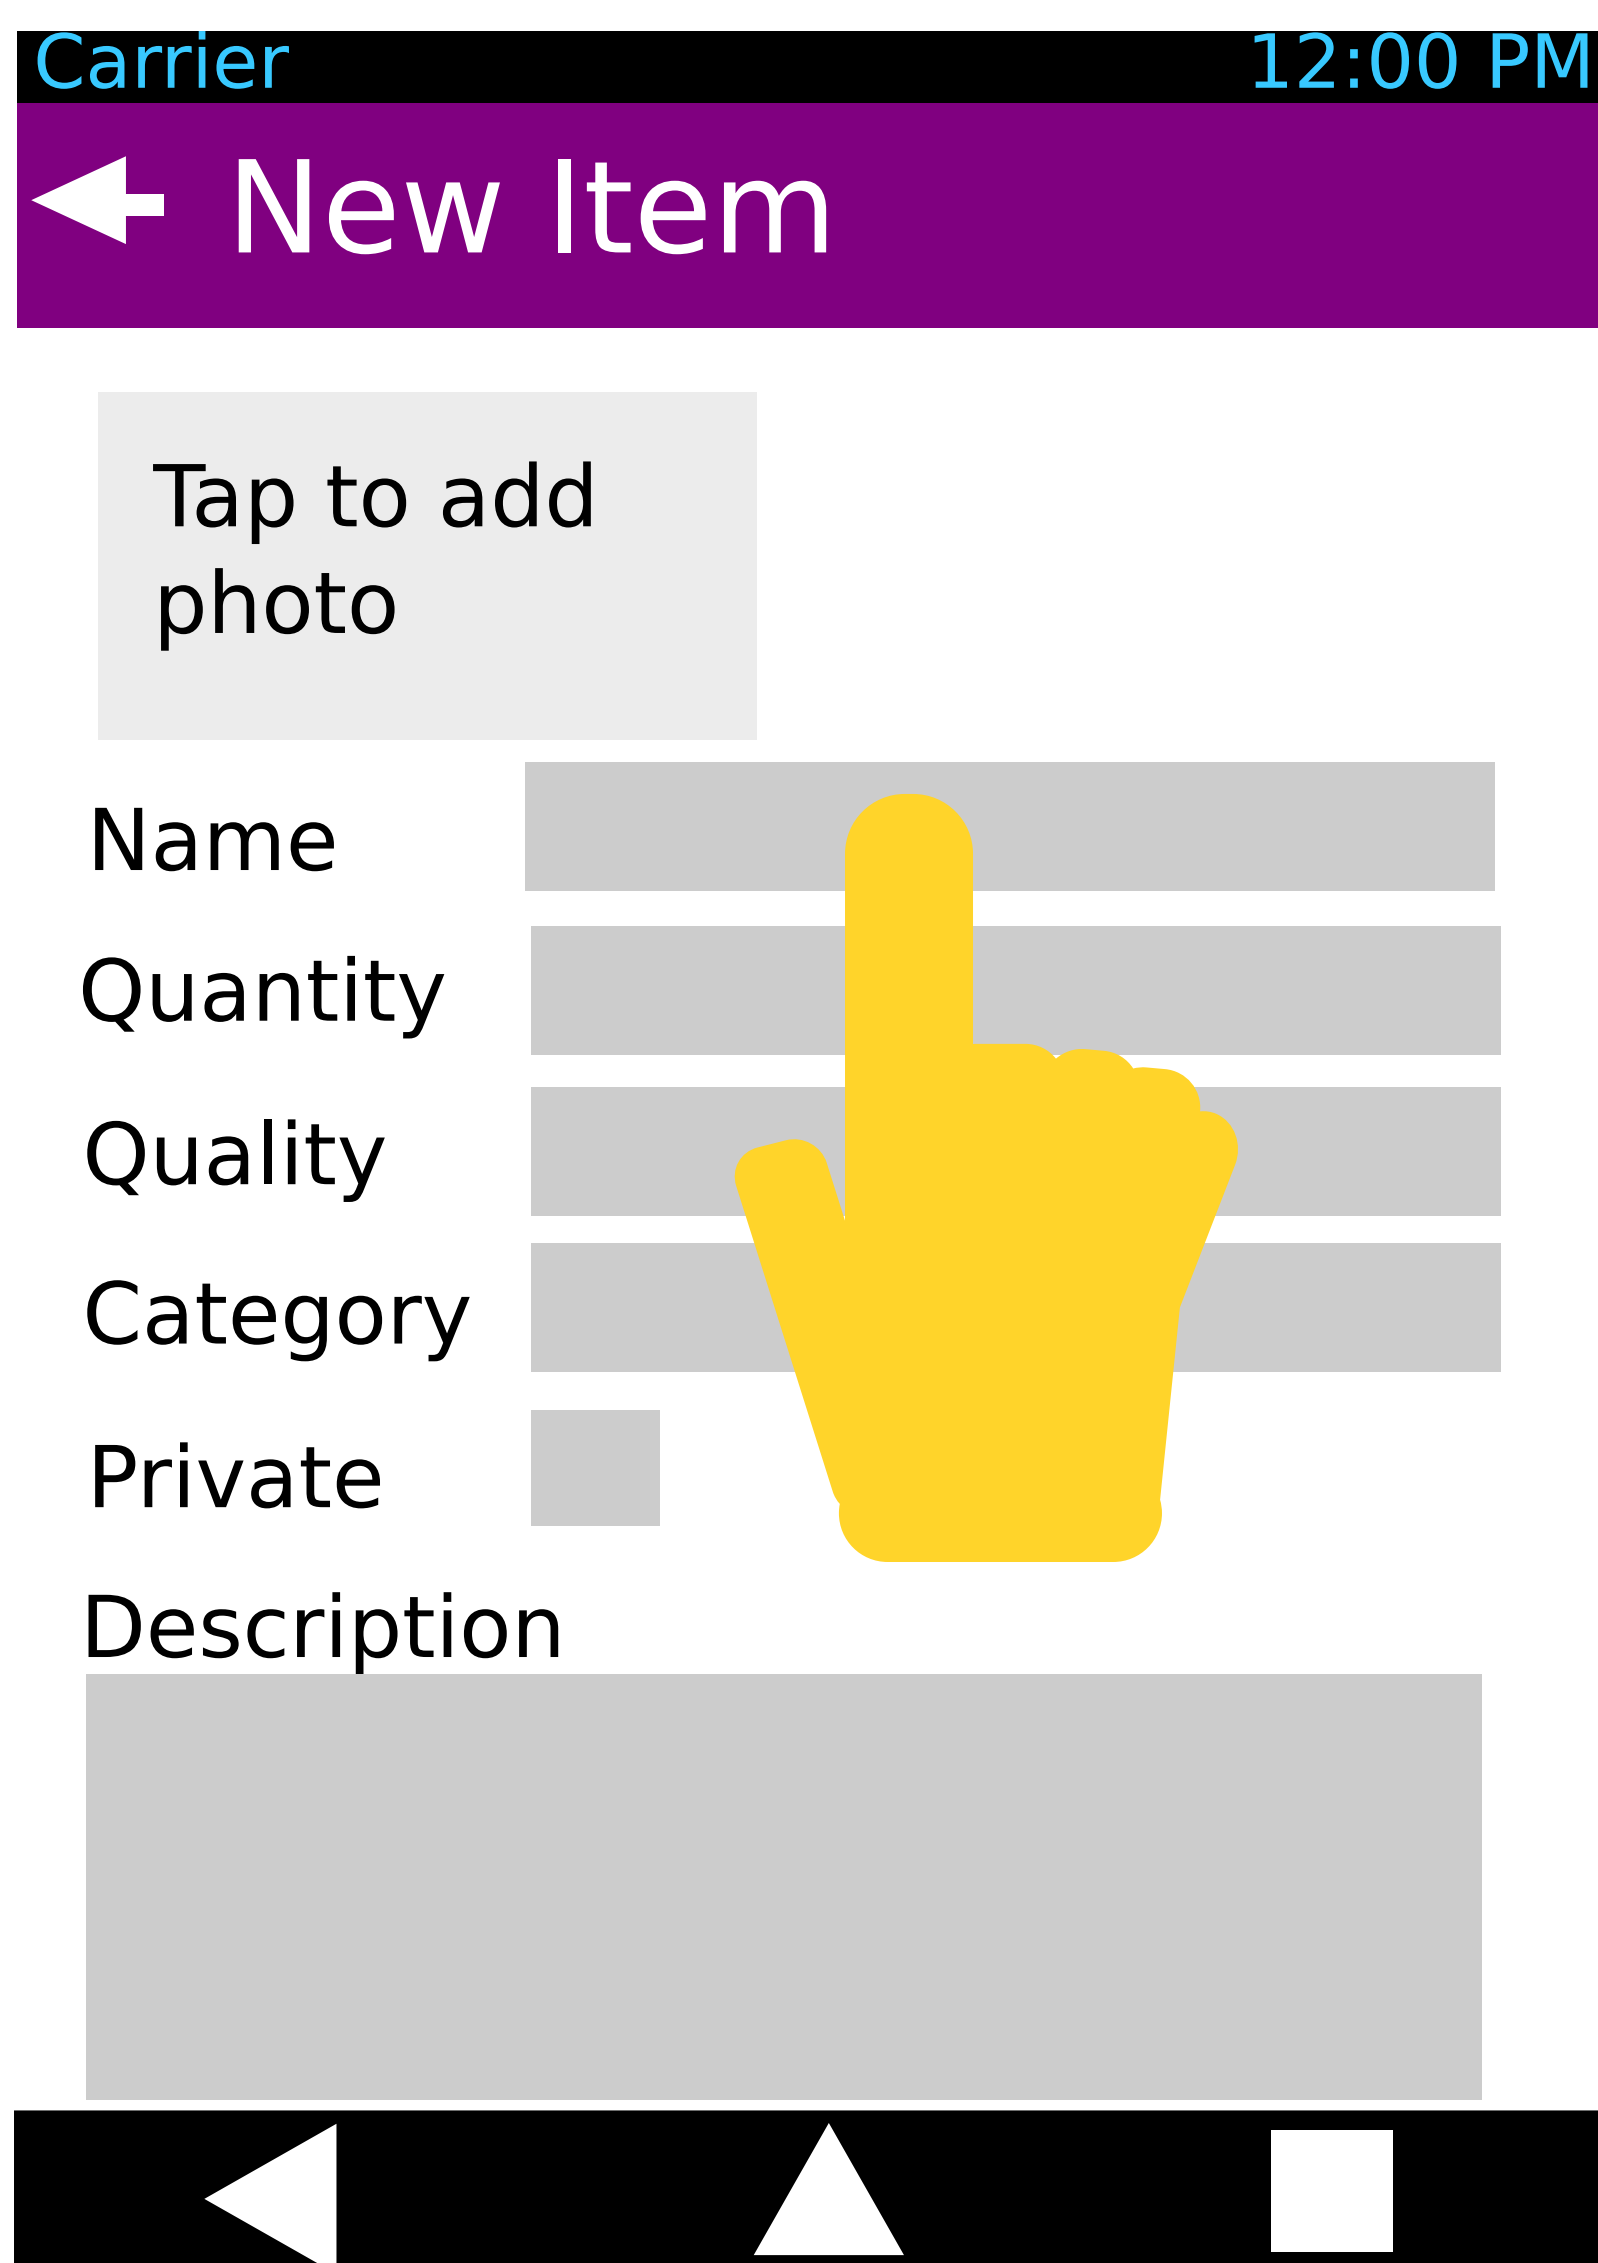 Carrier 12:00 PM
New Item
Tap to add
photo
Name
Quantity
Quality
Category
Private
Description